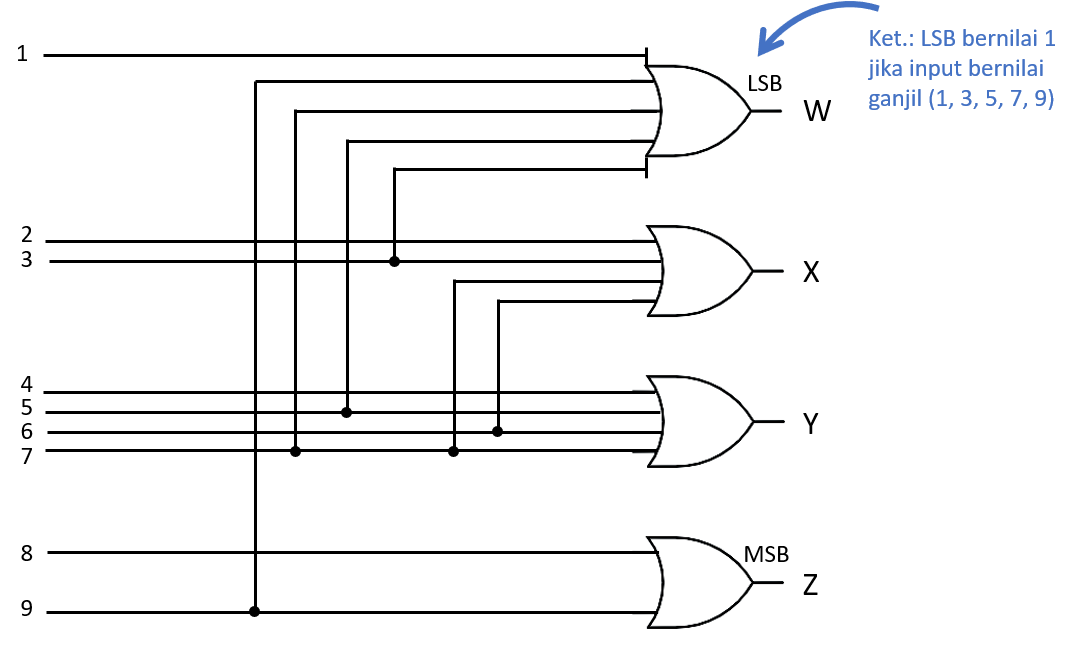 1
Ket.: LSB bernilai 1
jika input bernilai
ganjil (1, 3, 5, 7, 9)
LSB
W
2
3
X
4
5
6
7
Y
8
MSB
Z
9